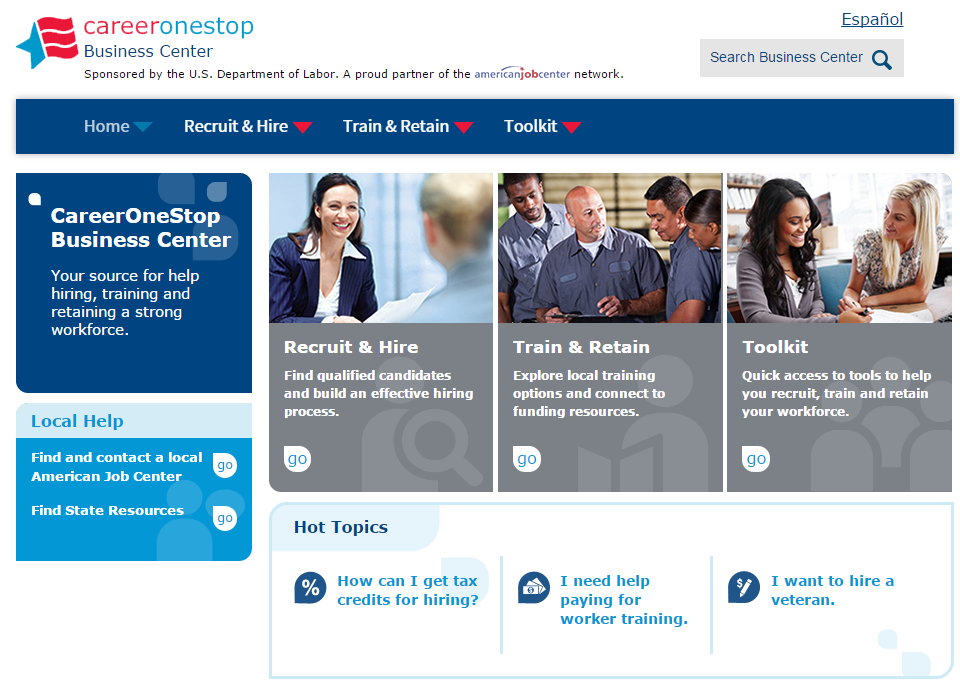 careeronestop
Business Center
Sponsored by the U.S. Department of Labor. A proud partner of the americanjobcenter network.
Español
Search Business Center
Home Recruit & Hire Train & Retain Toolkit
CareerOneStop
Business Center
Your source for help
hiring, training and
retaining a strong
workforce.
Local Help
Find and contact a local
American Job Center
go
Find State Resources
go
Recruit & Hire
Find qualified candidates
and build an effective hiring
process.
go
Train & Retain
Explore local training
options and connect to
funding resources.
go
Toolkit
Quick access to tools to help
you recruit, train and retain
your workforce.
go
Hot Topics
%
How can I get tax
credits for hiring?
$
I need help
paying for
worker training.
$
I want to hire a
veteran.